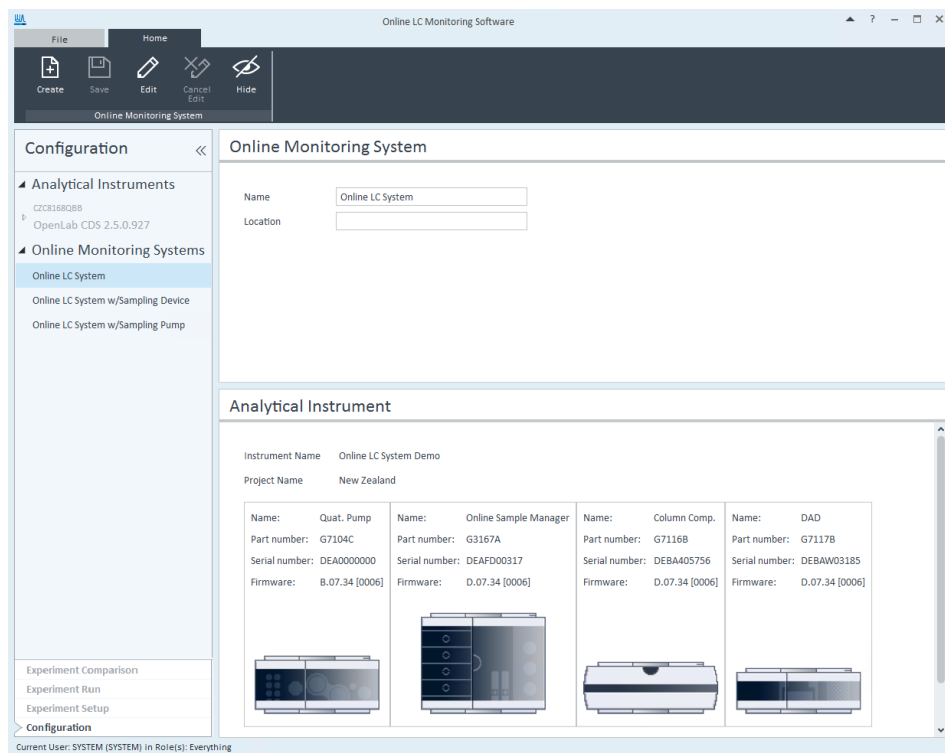 Online LC Monitoring Software
?
File
Home
Create
Save
Edit
Cancel
Edit
Hide
Online Monitoring System
Configuration
Analytical Instruments
CZC8168QBB
OpenLab CDS 2.5.0.927
Online Monitoring Systems
Online LC System
Online LC System w/Sampling Device
Online LC System w/Sampling Pump
Experiment Comparison
Experiment Run
Experiment Setup
Configuration
Online Monitoring System
Name Online LC System
Location
Analytical Instrument
Instrument Name Online LC System Demo
Project Name New Zealand
Name: Quat. Pump
Part number: G7104C
Serial number: DEA0000000
Firmware: B.07.34 [0006]
Name: Online Sample Manager
Part number: G3167A
Serial number: DEAFD00317
Firmware: D.07.34 [0006]
Name: Column Comp.
Part number: G7116B
Serial number: DEBA405756
Firmware: D.07.34 [0006]
Name: DAD
Part number: G7117B
Serial number: DEBAW03185
Firmware: D.07.34 [0006]
Current User: SYSTEM (SYSTEM) in Role(s): Everything